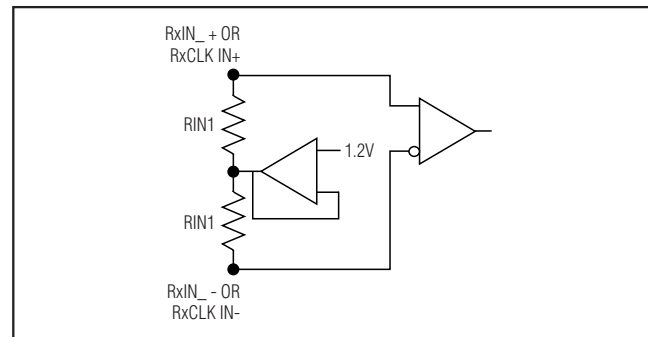 RxIN_ + OR
RxCLK IN+
RIN1
1.2V
RIN1
RxIN_ - OR
RxCLK IN-